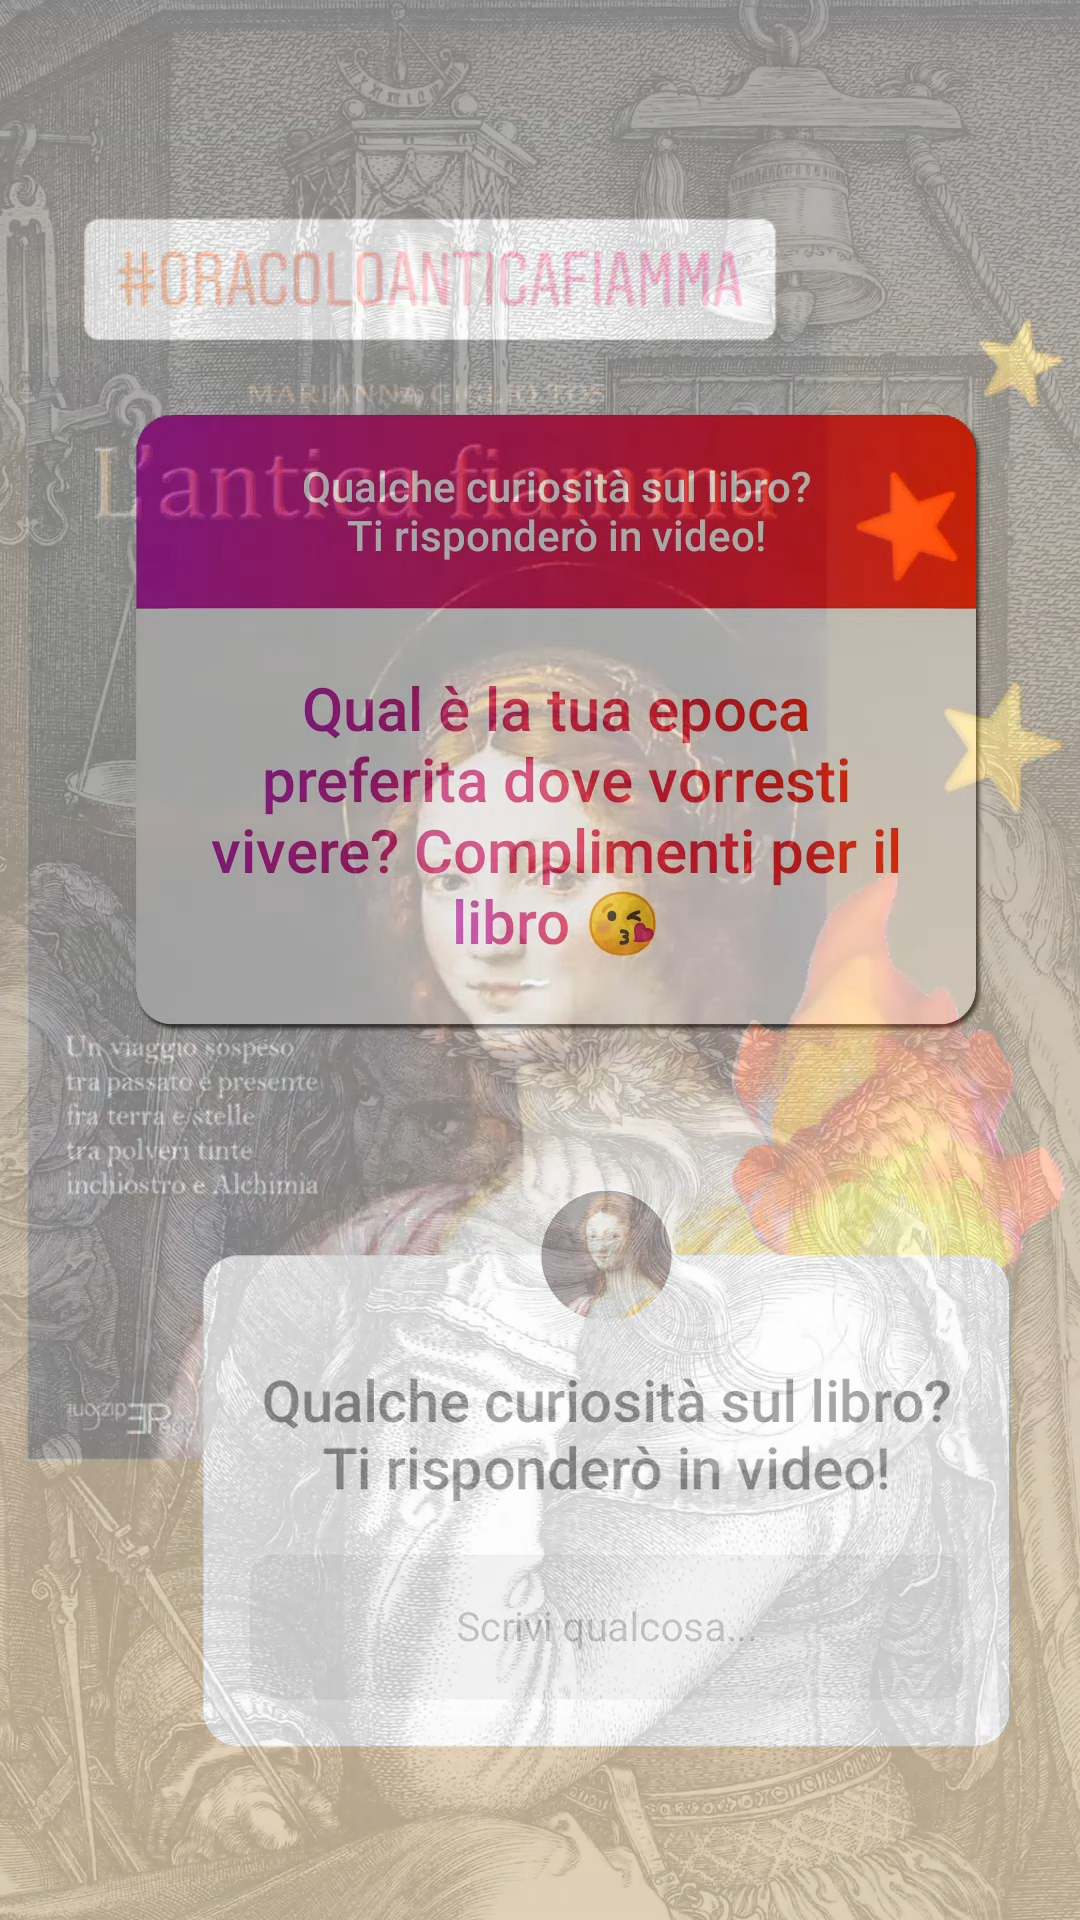 #ORACOLOANTICAFIAMMA
MARIANNA GIGLIO TOS
L'antica fiamma
Qualche curiosità sul libro?
Ti risponderò in video!
Qual è la tua epoca
preferita dove vorresti
vivere? Complimenti per il
libro 😘
Un viaggio sospeso
tra passato e presente
fra terra e stelle
tra polveri tinte
inchiostro e Alchimia
Qualche curiosità sul libro?
Ti risponderò in video!
Scrivi qualcosa...